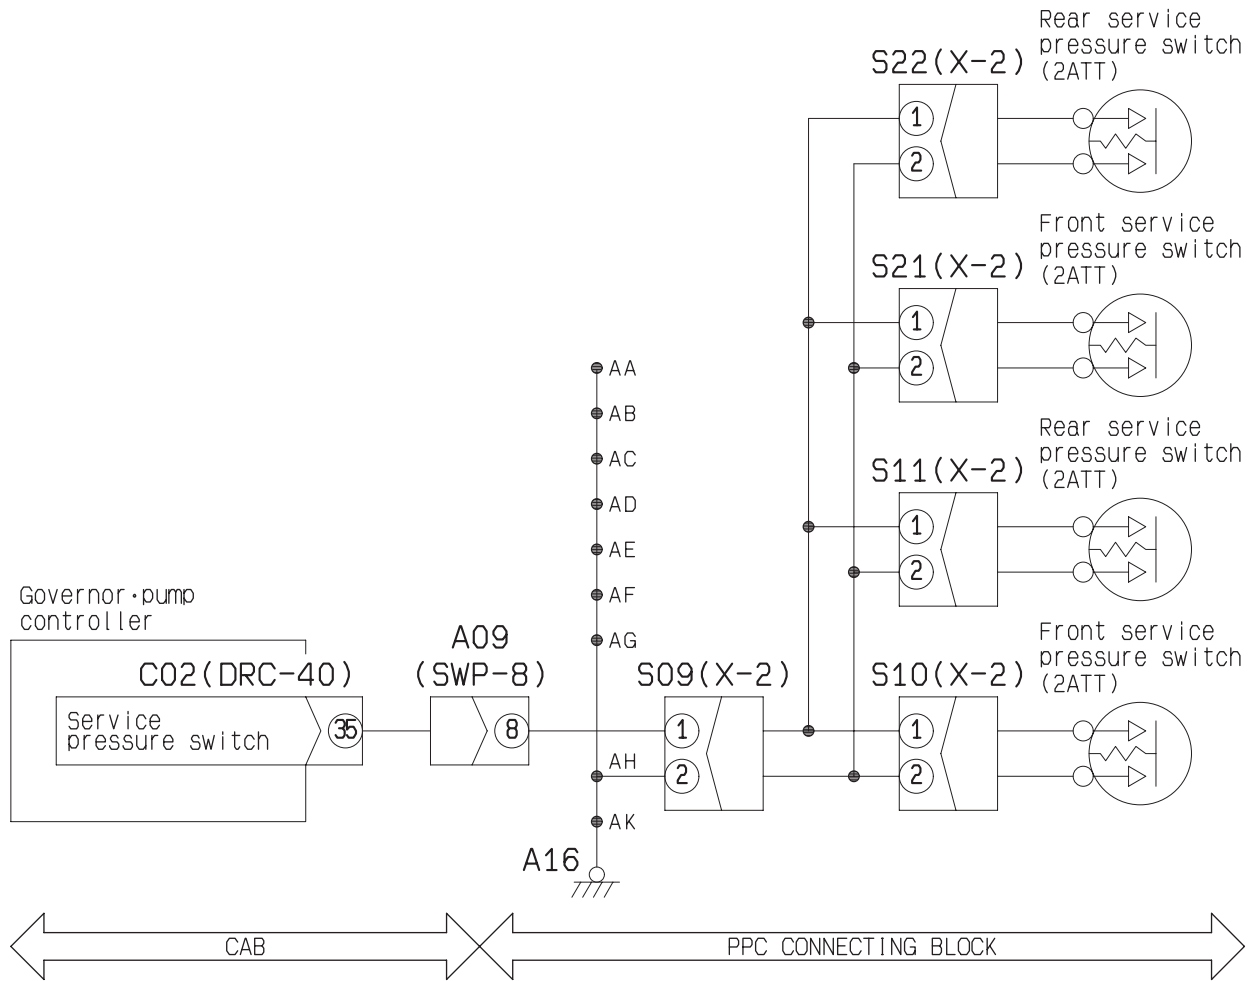 Rear service
pressure switch
(2ATT)
S22(X-2)
1
2
Front service
pressure switch
(2ATT)
S21(X-2)
1
2
AA
AB
AC
AD
AE
AF
AG
Rear service
pressure switch
(2ATT)
S11(X-2)
1
2
Governor·pump
controller
C02(DRC-40)
Service
pressure switch
35
A09
(SWP-8)
8
S09(X-2)
1
2
AH
AK
A16
Front service
pressure switch
(2ATT)
S10(X-2)
1
2
CAB
PPC CONNECTING BLOCK